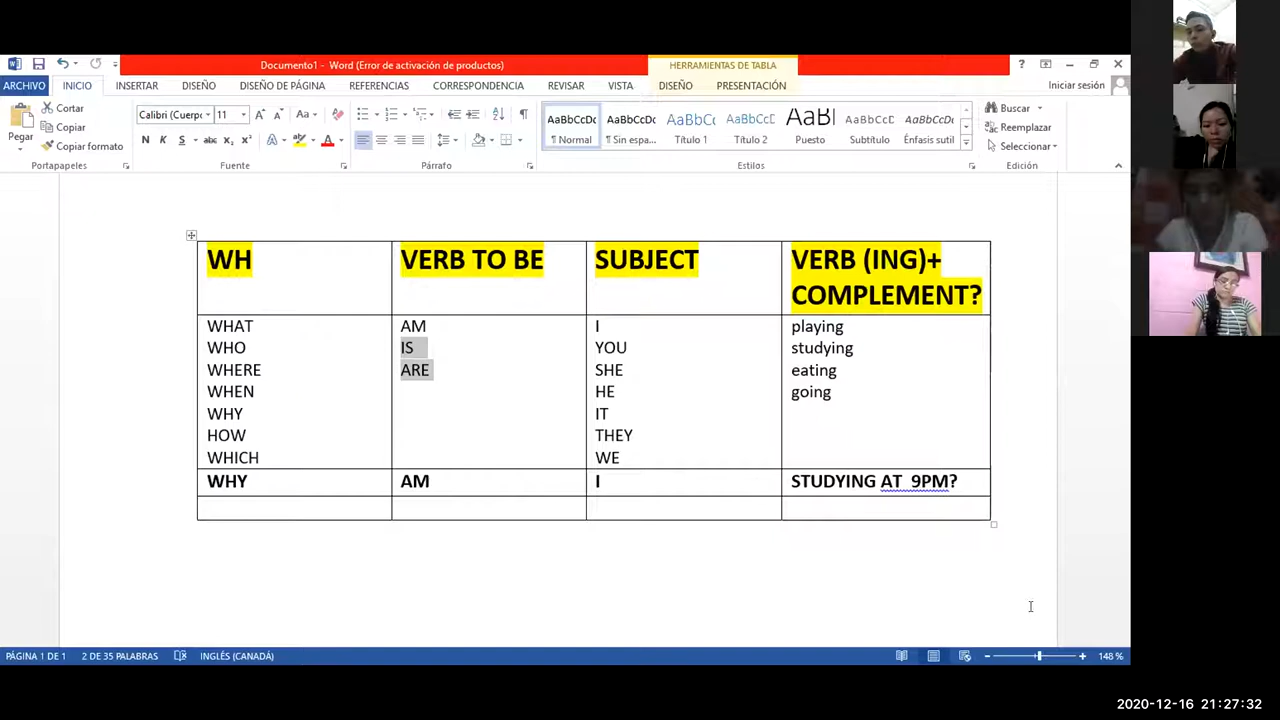 Documento1 - Word (Error de activación de productos)
HERRAMIENTAS DE TABLA
?
ARCHIVO INICIO INSERTAR DISEÑO DISEÑO DE PÁGINA REFERENCIAS CORRESPONDENCIA REVISAR VISTA DISEÑO PRESENTACIÓN Iniciar sesión
Pegar
Cortar
Copiar
Copiar formato
Portapapeles
Calibri (Cuerpo 11
N K S abc
Fuente
Párrafo
AaBbCcDc AaBbCcDc AaBbCc AaBbCcD AaBl AaBbCcD AaBbCcDc
¶ Normal ¶ Sin espa... Título 1 Título 2 Puesto Subtítulo Énfasis sutil
Estilos
Buscar
Reemplazar
Seleccionar
Edición
WH VERB TO BE SUBJECT VERB (ING)+
COMPLEMENT?
WHAT AM I playing
WHO IS YOU studying
WHERE ARE SHE eating
WHEN HE going
WHY IT
HOW THEY
WHICH WE
WHY AM I STUDYING AT 9PM?
PÁGINA 1 DE 1 2 DE 35 PALABRAS INGLÉS (CANADÁ) 148 %
2020-12-16 21:27:32